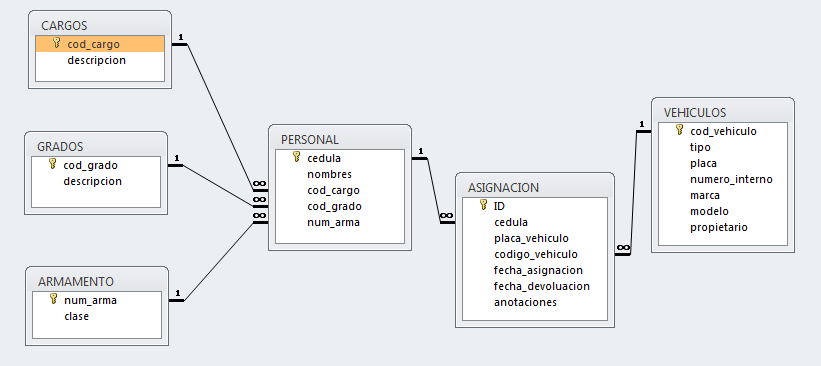 CARGOS
cod_cargo
descripcion
GRADOS
cod_grado
descripcion
ARMAMENTO
num_arma
clase
1
1
1
∞
∞
∞
PERSONAL
cedula
nombres
cod_cargo
cod_grado
num_arma
1
∞
ASIGNACION
ID
cedula
placa_vehiculo
codigo_vehiculo
fecha_asignacion
fecha_devoluacion
anotaciones
∞
1
VEHICULOS
cod_vehiculo
tipo
placa
numero_interno
marca
modelo
propietario